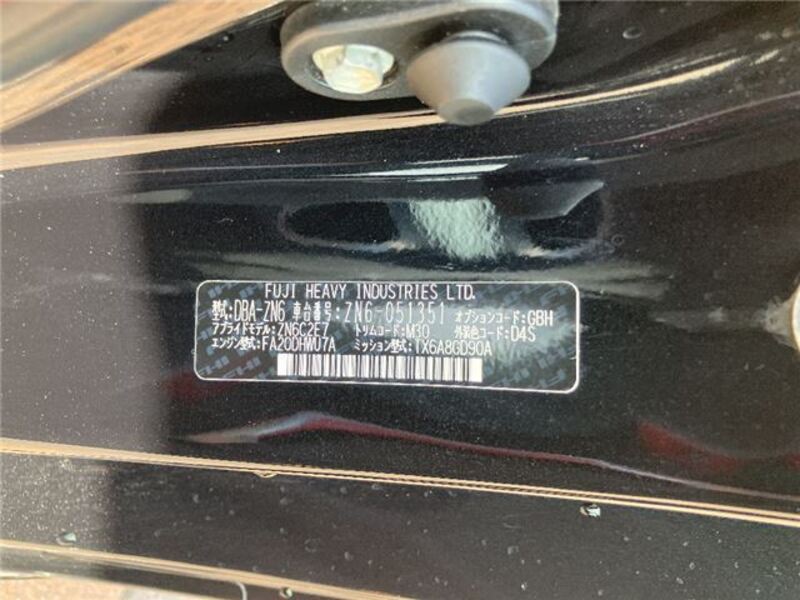 FUJI HEAVY INDUSTRIES LTD.
型式:DBA-ZN6 車台番号:ZN6-051351 オプションコード:GBH
アプライドモデル:ZN6C2E7 トリムコード:M30 外装色コード:D4S
エンジン型式:FA20DHWU7A ミッション型式:TX6A8GD90A